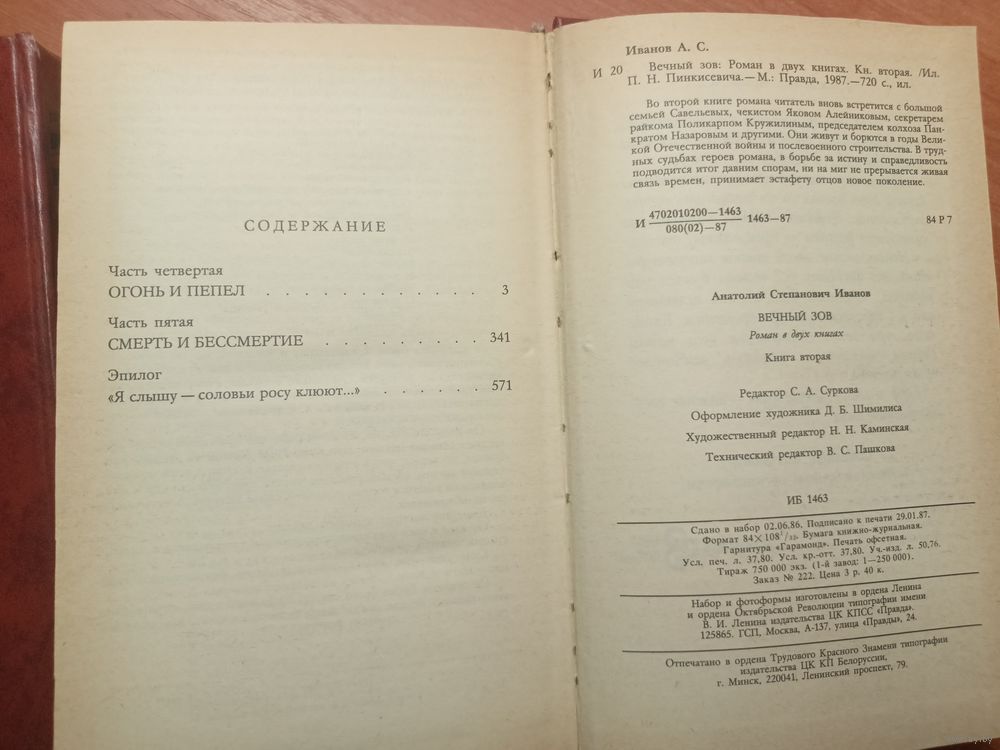 СОДЕРЖАНИЕ
Часть четвертая
ОГОНЬ И ПЕПЕЛ . . . . . . . . . . . . 3
Часть пятая
СМЕРТЬ И БЕССМЕРТИЕ . . . . . . . . . 341
Эпилог
«Я слышу — соловьи росу клюют...» . . . . . . 571
Иванов А. С.
И 20 Вечный зов: Роман в двух книгах. Кн. вторая. /Ил.
П. Н. Пинкисевича.— М.: Правда, 1987.—720 с., ил.
Во второй книге романа читатель вновь встретится с большой
семьей Савельевых, чекистом Яковом Алейниковым, секретарем
райкома Поликарпом Кружилиным, председателем колхоза Пан-
кратом Назаровым и другими. Они живут и борются в годы Вели-
кой Отечественной войны и послевоенного строительства. В труд-
ных судьбах героев романа, в борьбе за истину и справедливость
подводится итог давним спорам, ни на миг не прерывается живая
связь времен, принимает эстафету отцов новое поколение.
И 4702010200—1463 / 080(02)—87 1463—87 84 Р 7
Анатолий Степанович Иванов
ВЕЧНЫЙ ЗОВ
Роман в двух книгах
Книга вторая
Редактор С. А. Суркова
Оформление художника Д. Б. Шимилиса
Художественный редактор Н. Н. Каминская
Технический редактор В. С. Пашкова
ИБ 1463
Сдано в набор 02.06.86. Подписано к печати 29.01.87.
Формат 84×108¹/₃₂. Бумага книжно-журнальная.
Гарнитура «Гарамонд». Печать офсетная.
Усл. печ. л. 37,80. Усл. кр.-отт. 37,80. Уч.-изд. л. 50,76.
Тираж 750 000 экз. (1-й завод: 1—250 000).
Заказ № 222. Цена 3 р. 40 к.
Набор и фотоформы изготовлены в ордена Ленина
и ордена Октябрьской Революции типографии имени
В. И. Ленина издательства ЦК КПСС «Правда».
125865. ГСП, Москва, А-137, улица «Правды», 24.
Отпечатано в ордена Трудового Красного Знамени типографии
издательства ЦК КП Белоруссии,
г. Минск, 220041, Ленинский проспект, 79.